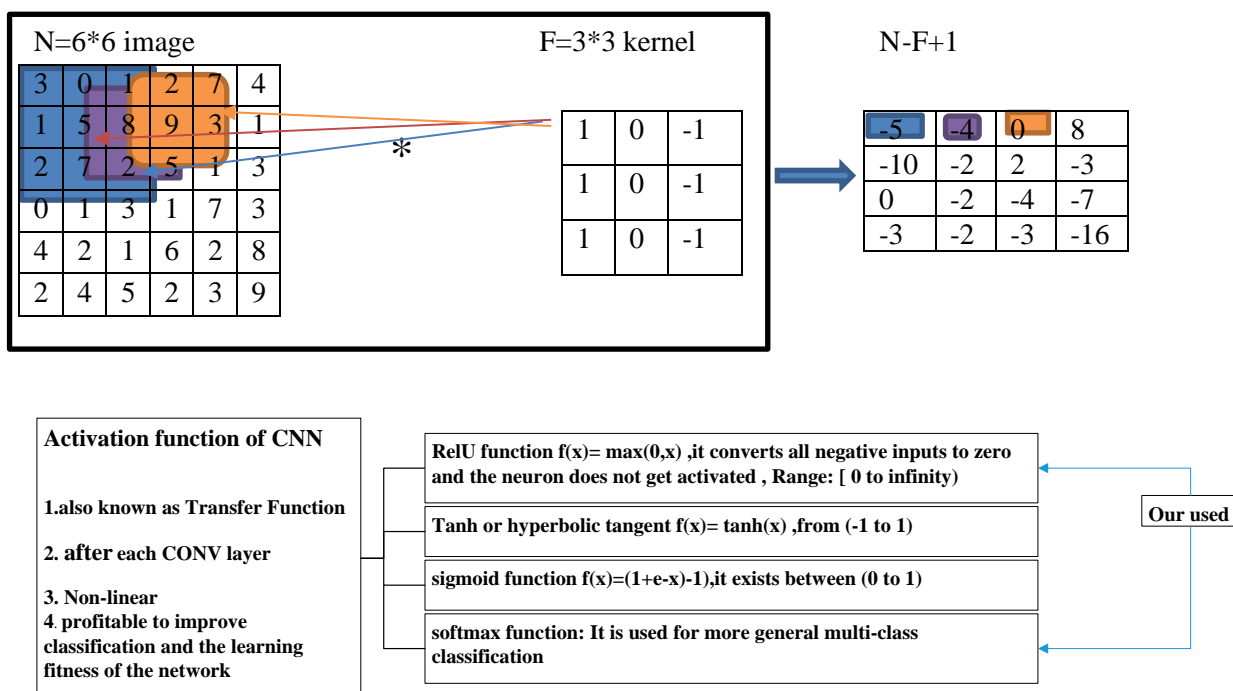 N=6*6 image
F=3*3 kernel
N-F+1
3 0 1 2 7 4
1 5 8 9 3 1
2 7 2 5 1 3
0 1 3 1 7 3
4 2 1 6 2 8
2 4 5 2 3 9
*
1 0 -1
1 0 -1
1 0 -1
-5 -4 0 8
-10 -2 2 -3
0 -2 -4 -7
-3 -2 -3 -16
Activation function of CNN
1.also known as Transfer Function
2. after each CONV layer
3. Non-linear
4. profitable to improve
classification and the learning
fitness of the network
RelU function f(x)= max(0,x) ,it converts all negative inputs to zero
and the neuron does not get activated , Range: [ 0 to infinity)
Tanh or hyperbolic tangent f(x)= tanh(x) ,from (-1 to 1)
sigmoid function f(x)=(1+e-x)-1),it exists between (0 to 1)
softmax function: It is used for more general multi-class
classification
Our used